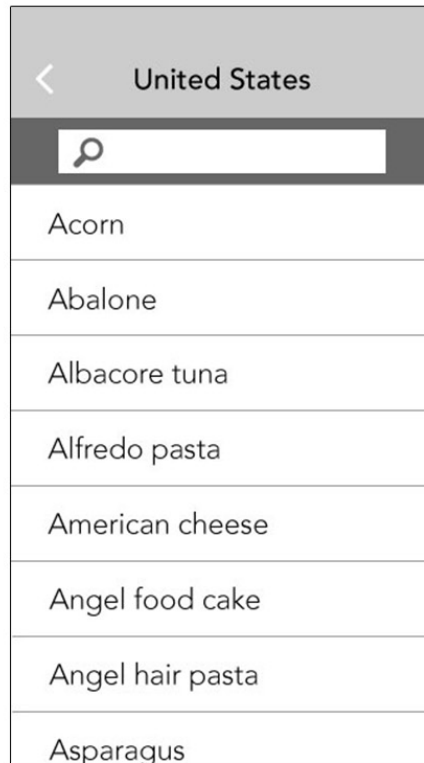 United States
Acorn
Abalone
Albacore tuna
Alfredo pasta
American cheese
Angel food cake
Angel hair pasta
Asparagus